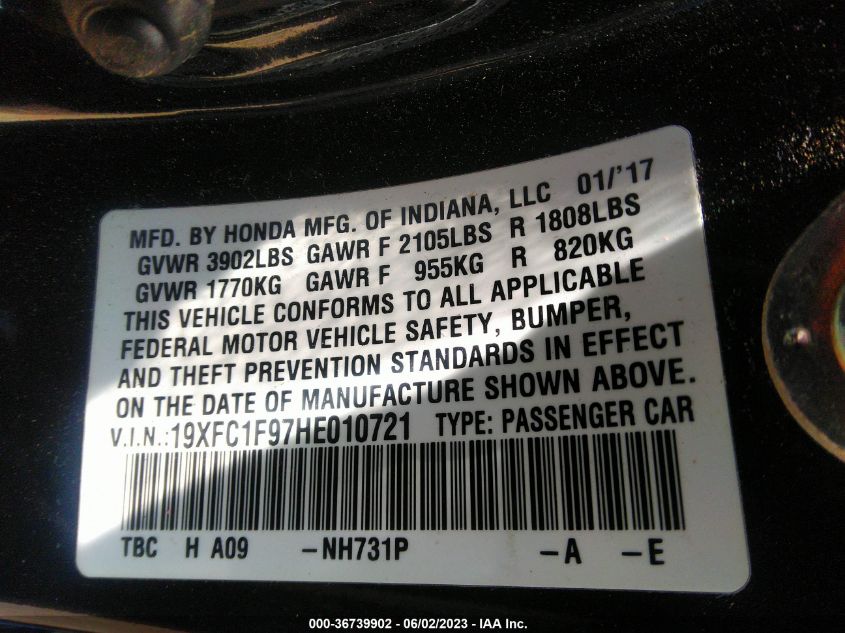 MFD. BY HONDA MFG. OF INDIANA, LLC 01/'17
GVWR 3902LBS GAWR F 2105LBS R 1808LBS
GVWR 1770KG GAWR F 955KG R 820KG
THIS VEHICLE CONFORMS TO ALL APPLICABLE
FEDERAL MOTOR VEHICLE SAFETY, BUMPER,
AND THEFT PREVENTION STANDARDS IN EFFECT
ON THE DATE OF MANUFACTURE SHOWN ABOVE.
V.I.N.:19XFC1F97HE010721 TYPE: PASSENGER CAR
TBC H A09 -NH731P -A -E
000-36739902 - 06/02/2023 - IAA Inc.